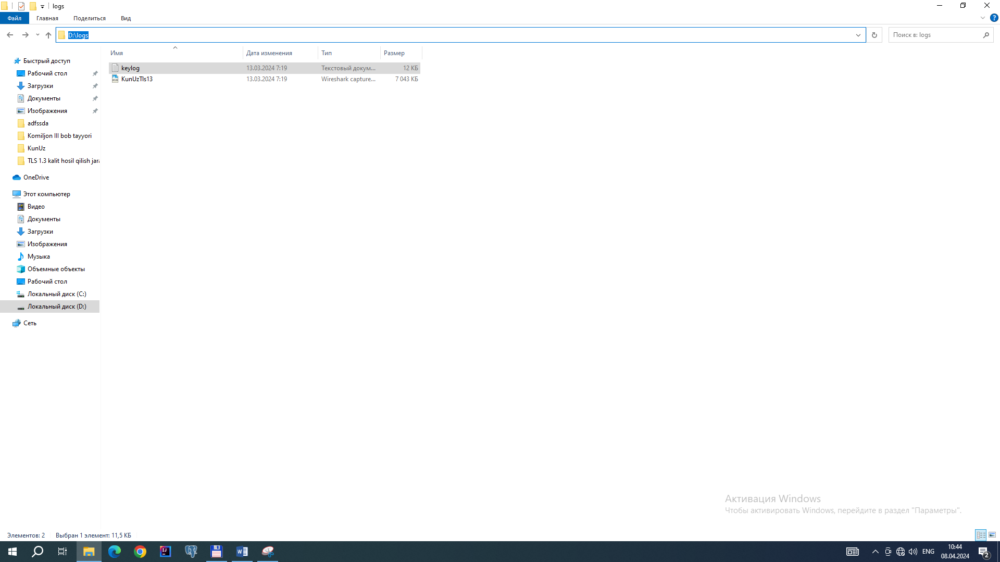 logs
Файл Главная Поделиться Вид
D:\logs Поиск в: logs
Имя Дата изменения Тип Размер
keylog 13.03.2024 7:19 Текстовый докум... 12 КБ
KunUzTls13 13.03.2024 7:19 Wireshark capture... 7 043 КБ
Быстрый доступ
Рабочий стол
Загрузки
Документы
Изображения
adfssda
Komiljon III bob tayyori
KunUz
TLS 1.3 kalit hosil qilish jara
OneDrive
Этот компьютер
Видео
Документы
Загрузки
Изображения
Музыка
Объемные объекты
Рабочий стол
Локальный диск (C:)
Локальный диск (D:)
Сеть
Активация Windows
Чтобы активировать Windows, перейдите в раздел "Параметры".
Элементов: 2 Выбран 1 элемент: 11,5 КБ
ENG 10:44
08.04.2024 2